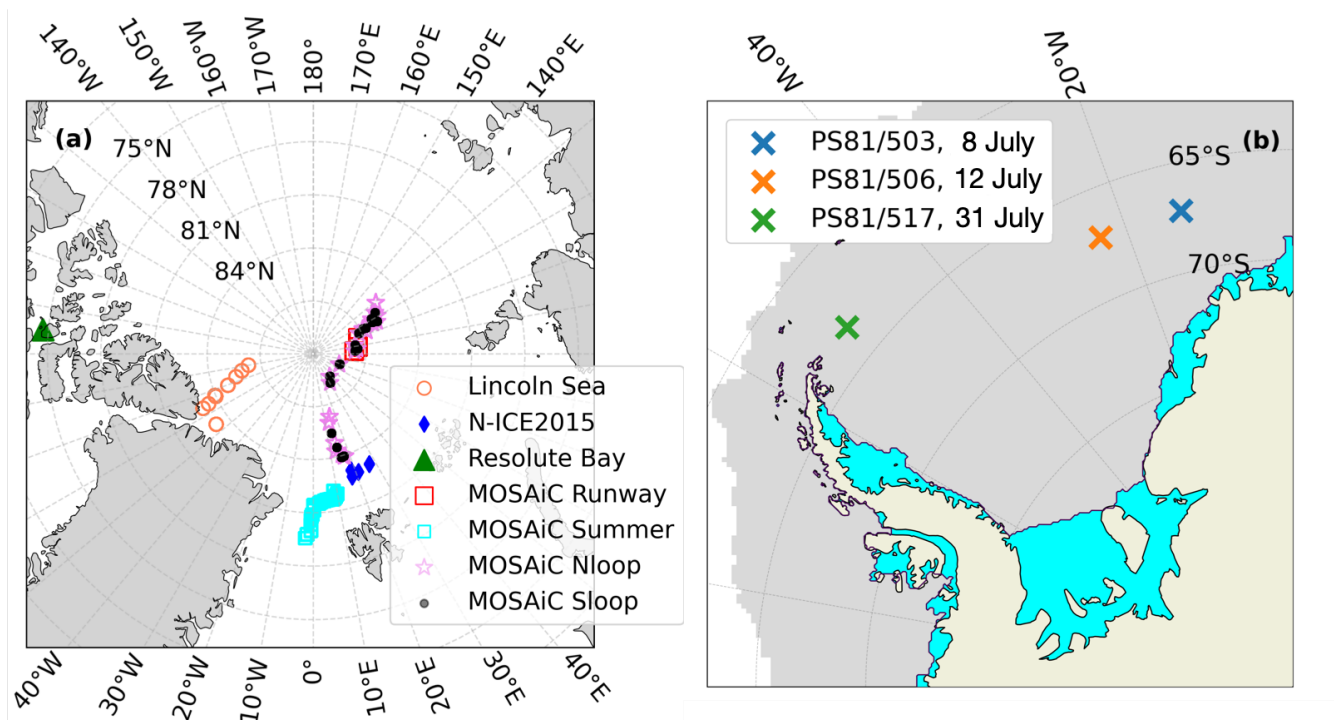 140°W
150°W
160°W
170°W
180°
170°E
160°E
150°E
140°E
(a)
75°N
78°N
81°N
84°N
Lincoln Sea
N-ICE2015
Resolute Bay
MOSAiC Runway
MOSAiC Summer
MOSAiC Nloop
MOSAiC Sloop
40°W
30°W
20°W
10°W
0°
10°E
20°E
30°E
40°E
40°W
20°W
PS81/503, 8 July
PS81/506, 12 July
PS81/517, 31 July
(b)
65°S
70°S